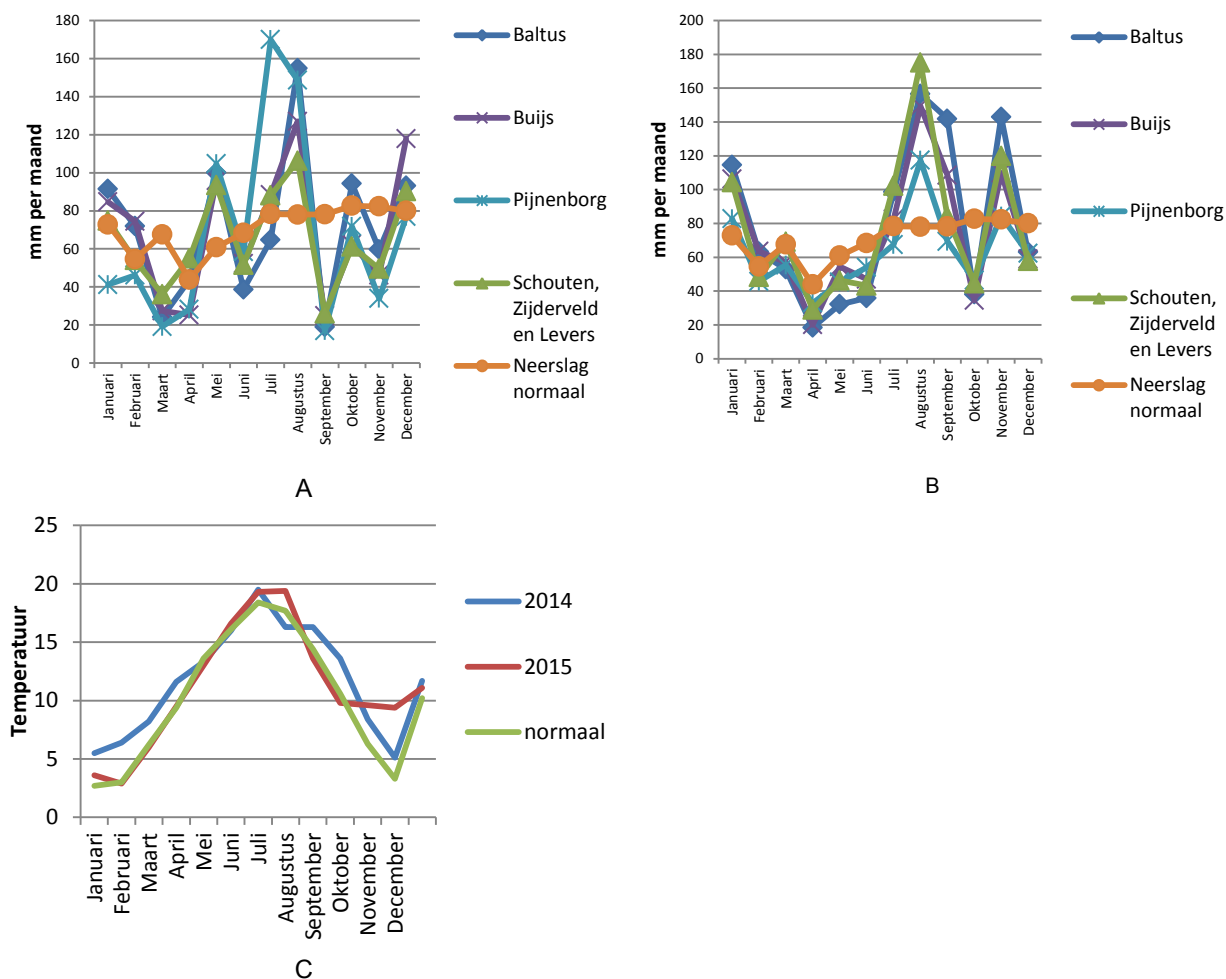 mm per maand
180
160
140
120
100
80
60
40
20
0
Januari
Februari
Maart
April
Mei
Juni
Juli
Augustus
September
Oktober
November
December
Baltus
Buijs
Pijnenborg
Schouten,
Zijderveld
en Levers
Neerslag
normaal
A
mm per maand
200
180
160
140
120
100
80
60
40
20
0
Januari
Februari
Maart
April
Mei
Juni
Juli
Augustus
September
Oktober
November
December
Baltus
Buijs
Pijnenborg
Schouten,
Zijderveld
en Levers
Neerslag
normaal
B
Temperatuur
25
20
15
10
5
0
Januari
Februari
Maart
April
Mei
Juni
Juli
Augustus
September
Oktober
November
December
2014
2015
normaal
C